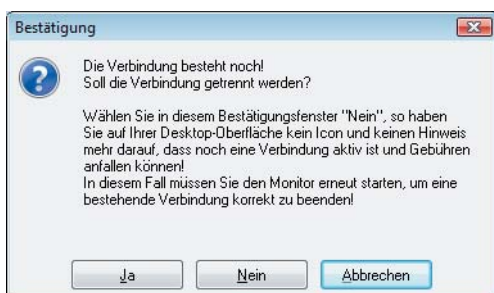 Bestätigung
Die Verbindung besteht noch!
Soll die Verbindung getrennt werden?
Wählen Sie in diesem Bestätigungsfenster "Nein", so haben
Sie auf Ihrer Desktop-Oberfläche kein Icon und keinen Hinweis
mehr darauf, dass noch eine Verbindung aktiv ist und Gebühren
anfallen können!
In diesem Fall müssen Sie den Monitor erneut starten, um eine
bestehende Verbindung korrekt zu beenden!
Ja Nein Abbrechen